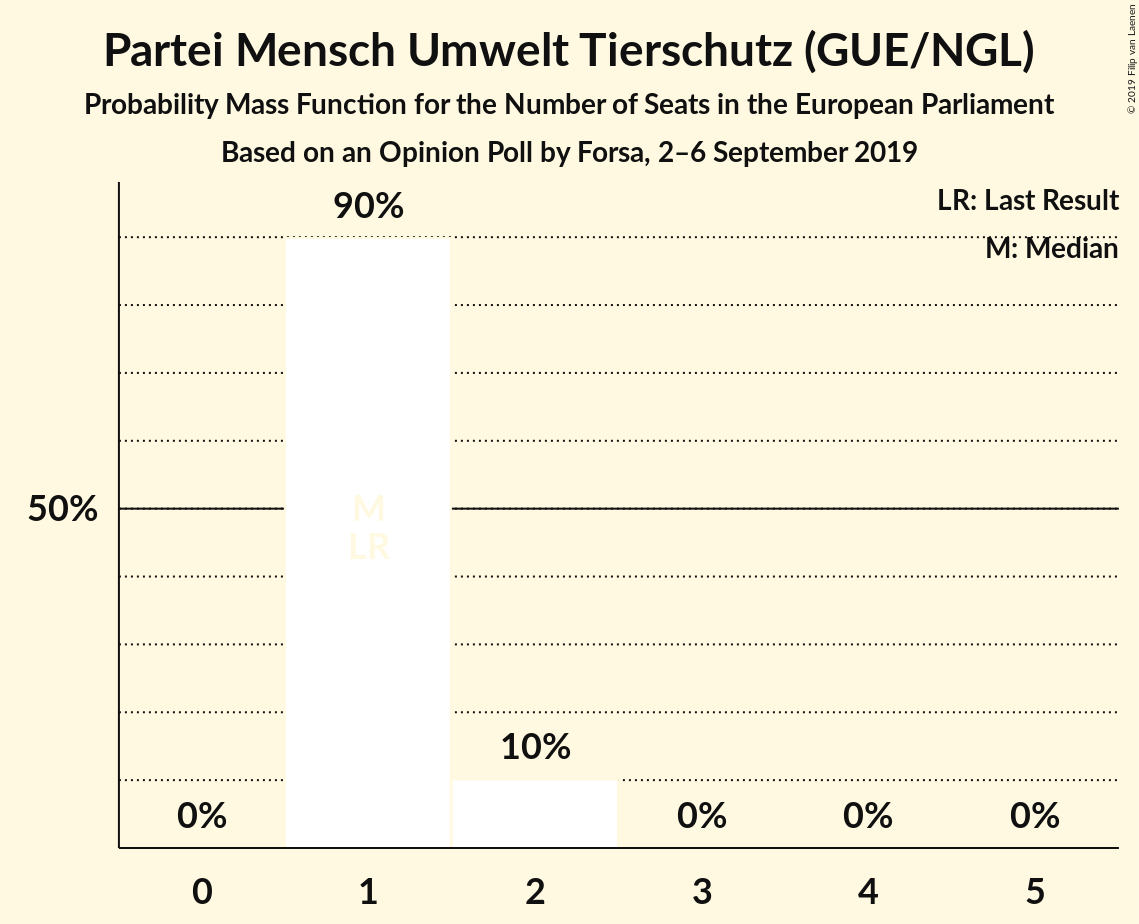 Partei Mensch Umwelt Tierschutz (GUE/NGL)
Probability Mass Function for the Number of Seats in the European Parliament
Based on an Opinion Poll by Forsa, 2–6 September 2019
© 2019 Filip van Laenen
LR: Last Result
M: Median
90%
50%
M
LR
10%
0%
0%
0%
0%
0
1
2
3
4
5